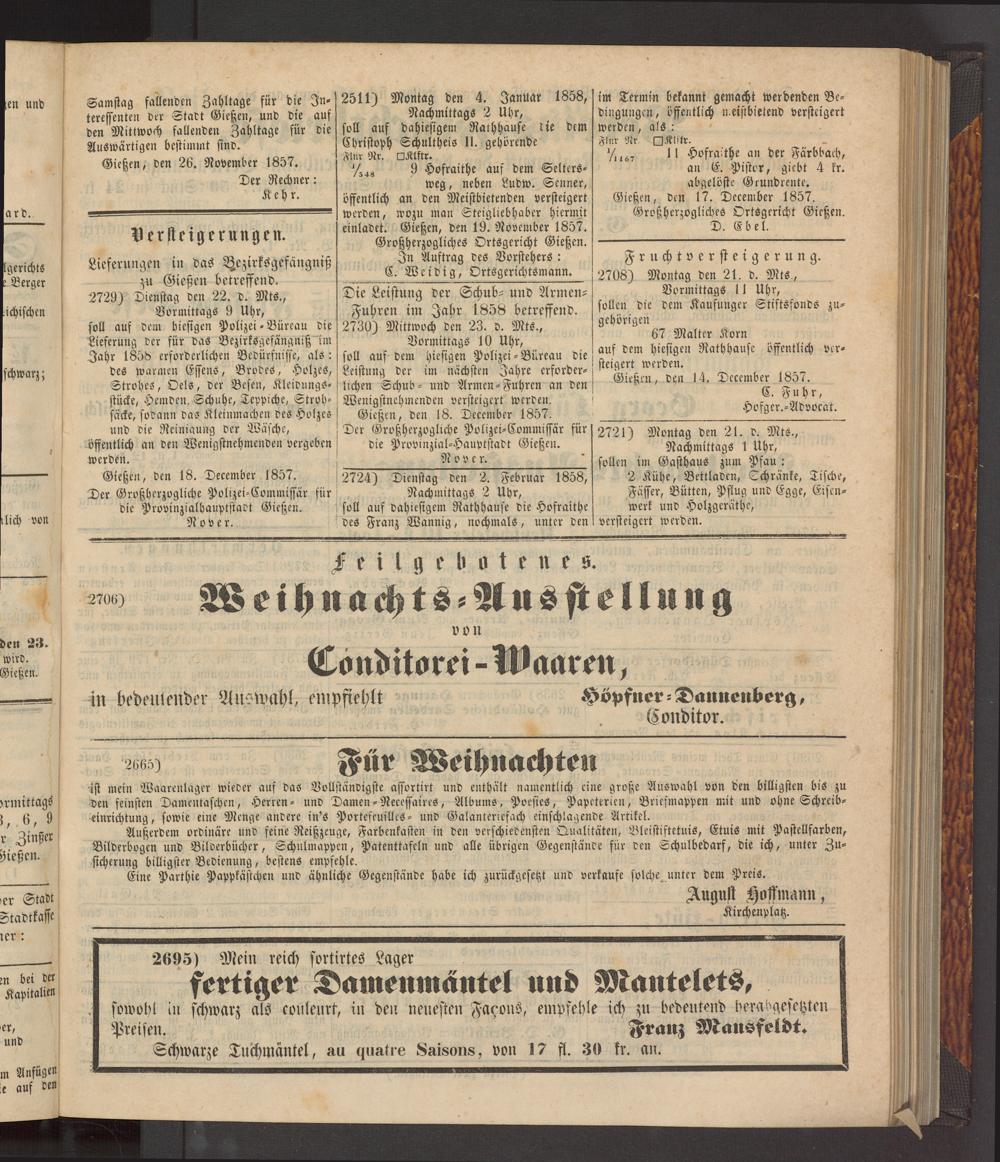 Samstag fallenden Zahltage für die In-
teressenten der Stadt Gießen, und die auf
den Mittwoch fallenden Zahltage für die
Auswärtigen bestimmt sind.
Gießen, den 26. November 1857.
Der Rechner:
Kehr.
Versteigerungen.
Lieferungen in das Bezirksgefängniß
zu Gießen betreffend.
2729) Dienstag den 22. d. Mts.,
Vormittags 9 Uhr,
soll auf dem hiesigen Polizei-Büreau die
Lieferung der für das Bezirksgefängniß im
Jahr 1858 erforderlichen Bedürfnisse, als:
des warmen Essens, Brodes, Holzes,
Strohes, Oels, der Besen, Kleidungs-
stücke, Hemden, Schuhe, Teppiche, Stroh-
säcke, sodann das Kleinmachen des Holzes
und die Reinigung der Wäsche,
öffentlich an den Wenigstnehmenden vergeben
werden.
Gießen, den 18. December 1857.
Der Großherzogliche Polizei-Commissär für
die Provinzialhauptstadt Gießen.
Nover.
2511) Montag den 4. Januar 1858,
Nachmittags 2 Uhr,
soll auf dahiesigem Rathhause die dem
Christoph Schultheis II. gehörende
Flur Nr. □Klftr.
1/548 9 Hofraithe auf dem Selters-
weg, neben Ludw. Senner,
öffentlich an den Meistbietenden versteigert
werden, wozu man Steigliebhaber hiermit
einladet. Gießen, den 19. November 1857.
Großherzogliches Ortsgericht Gießen.
In Auftrag des Vorstehers:
C. Weidig, Ortsgerichtsmann.
Die Leistung der Schub- und Armen-
Fuhren im Jahr 1858 betreffend.
2730) Mittwoch den 23. d. Mts.,
Vormittags 10 Uhr,
soll auf dem hiesigen Polizei-Büreau die
Leistung der im nächsten Jahre erforder-
lichen Schub- und Armen-Fuhren an den
Wenigstnehmenden versteigert werden.
Gießen, den 18. December 1857.
Der Großherzogliche Polizei-Commissär für
die Provinzial-Hauptstadt Gießen.
Nover.
2724) Dienstag den 2. Februar 1858,
Nachmittags 2 Uhr,
soll auf dahiesigem Rathhause die Hofraithe
des Franz Wannig, nochmals, unter den
im Termin bekannt gemacht werdenden Be-
dingungen, öffentlich meistbietend versteigert
werden, als:
Flur Nr. □Klftr.
1/1167 11 Hofraithe an der Färbbach,
an E. Pistor, giebt 4 kr.
abgelöste Grundrente.
Gießen, den 17. December 1857.
Großherzogliches Ortsgericht Gießen.
D. Ebel.
Fruchtversteigerung.
2708) Montag den 21. d. Mts.,
Vormittags 11 Uhr,
sollen die dem Kaufunger Stiftsfonds zu-
gehörigen
67 Malter Korn
auf dem hiesigen Rathhause öffentlich ver-
steigert werden.
Gießen, den 14. December 1857.
C. Fuhr,
Hofger.-Advocat.
2721) Montag den 21. d. Mts.,
Nachmittags 1 Uhr,
sollen im Gasthaus zum Pfau:
2 Kühe, Bettladen, Schränke, Tische,
Fässer, Bütten, Pflug und Egge, Eisen-
werk und Holzgeräthe,
versteigert werden.
Feilgebotenes.
2706) Weihnachts-Ausstellung
von
Conditorei-Waaren,
in bedeutender Auswahl, empfiehlt Höpfner-Dannenberg,
Conditor.
2665) Für Weihnachten
ist mein Waarenlager wieder auf das Vollständigste assortirt und enthält namentlich eine große Auswahl von den billigsten bis zu
den feinsten Damentaschen, Herren- und Damen-Necessaires, Albums, Poesies, Papeterien, Briefmappen mit und ohne Schreib-
einrichtung, sowie eine Menge andere in's Portefeuilles- und Galanteriefach einschlagende Artikel.
Außerdem ordinäre und feine Reißzeuge, Farbenkasten in den verschiedensten Qualitäten, Bleistiftetuis, Etuis mit Pastellfarben,
Bilderbogen und Bilderbücher, Schulmappen, Patenttafeln und alle übrigen Gegenstände für den Schulbedarf, die ich, unter Zu-
sicherung billigster Bedienung, bestens empfehle.
Eine Parthie Pappkästchen und ähnliche Gegenstände habe ich zurückgesetzt und verkaufe solche unter dem Preis.
August Hoffmann,
Kirchenplatz.
2695) Mein reich sortirtes Lager
fertiger Damenmäntel und Mantelets,
sowohl in schwarz als couleurt, in den neuesten Façons, empfehle ich zu bedeutend herabgesetzten
Preisen. Franz Mansfeldt.
Schwarze Tuchmäntel, au quatre Saisons, von 17 fl. 30 kr. an.